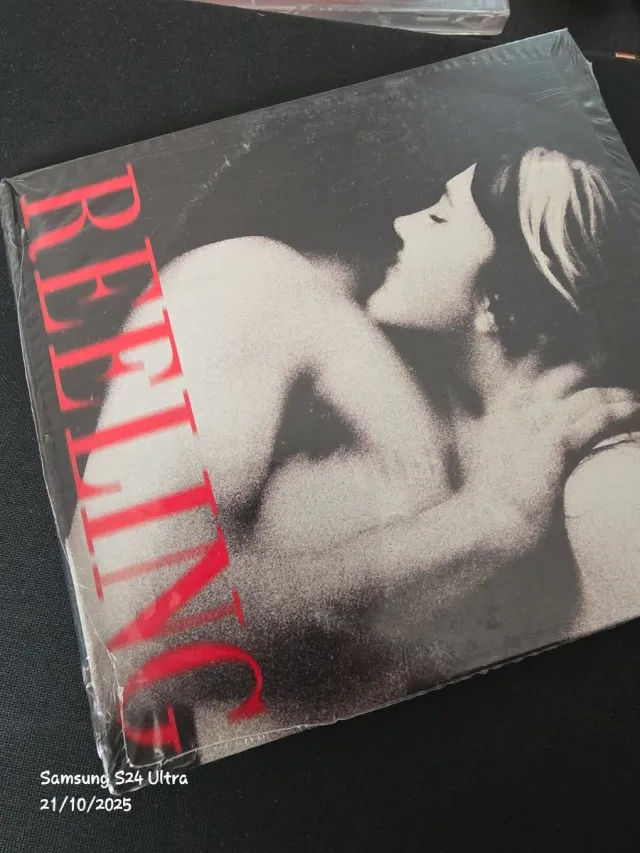 REELING
Samsung S24 Ultra
21/10/2025